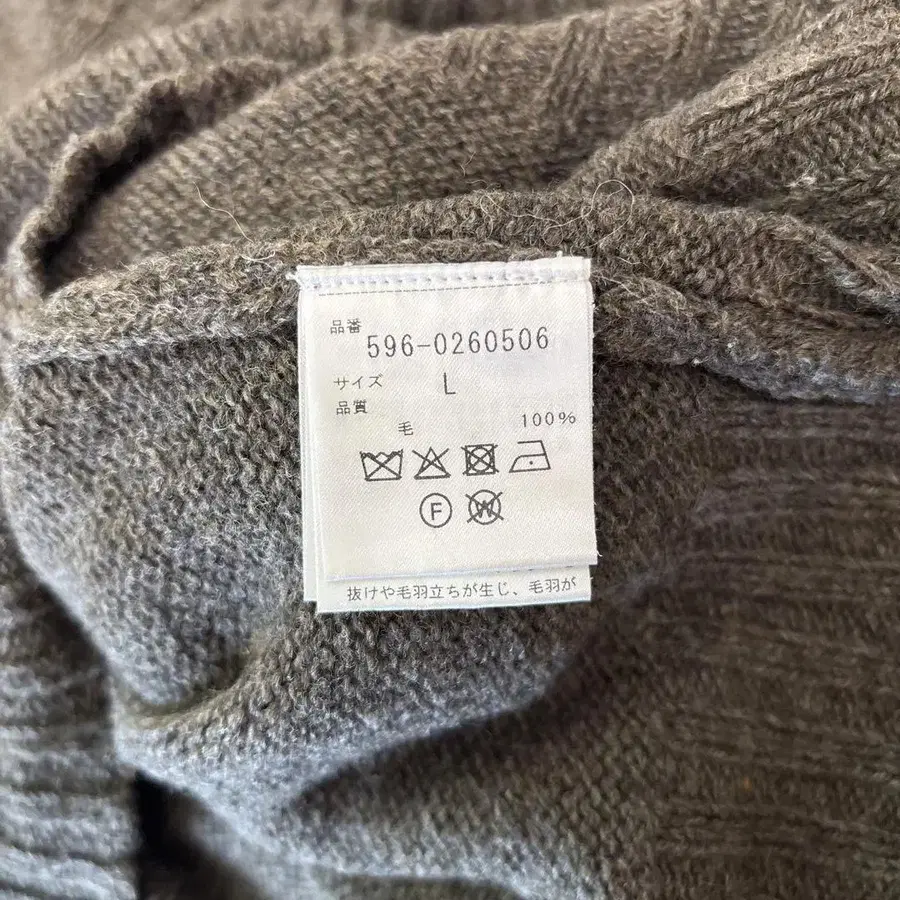 品番
596-0260506
サイズ L
品質
毛 100%
F W
抜けや毛羽立ちが生じ、毛羽が